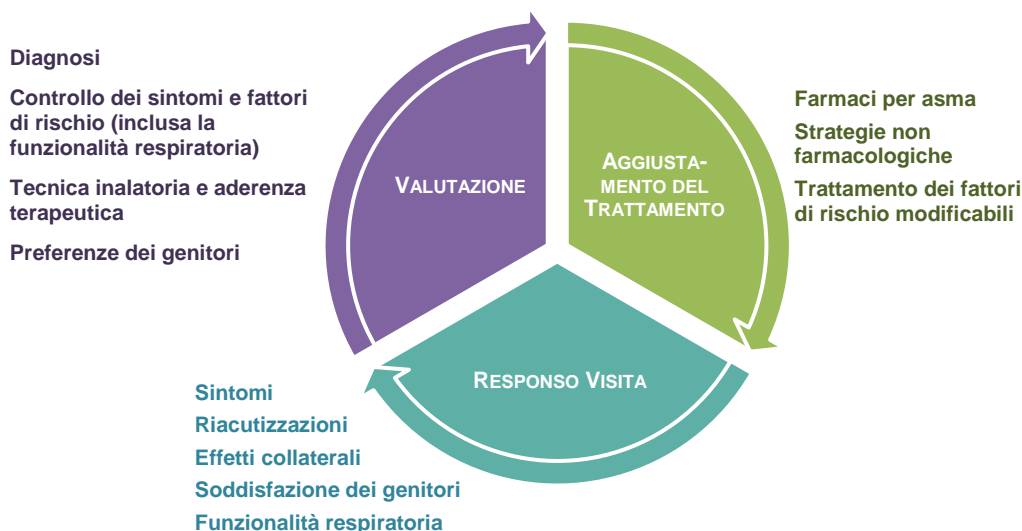 Diagnosi
Controllo dei sintomi e fattori
di rischio (inclusa la
funzionalità respiratoria)
Tecnica inalatoria e aderenza
terapeutica
Preferenze dei genitori
VALUTAZIONE
AGGIUSTA-
MENTO DEL
TRATTAMENTO
Farmaci per asma
Strategie non
farmacologiche
Trattamento dei fattori
di rischio modificabili
RESPONSO VISITA
Sintomi
Riacutizzazioni
Effetti collaterali
Soddisfazione dei genitori
Funzionalità respiratoria